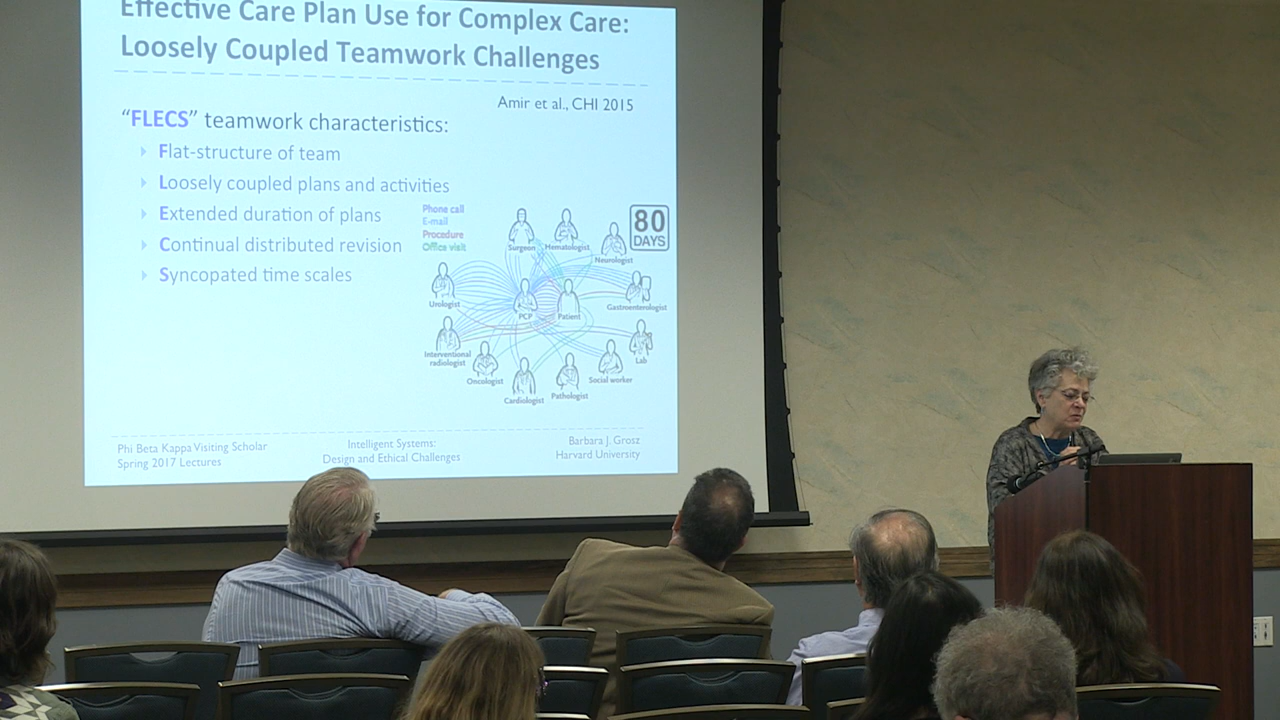 Effective Care Plan Use for Complex Care:
Loosely Coupled Teamwork Challenges
Amir et al., CHI 2015
“FLECS” teamwork characteristics:
Flat-structure of team
Loosely coupled plans and activities
Extended duration of plans
Continual distributed revision
Syncopated time scales
Phone call
E-mail
Procedure
Office visit
80
DAYS
Surgeon
Hematologist
Neurologist
Urologist
PCP
Patient
Gastroenterologist
Interventional
radiologist
Lab
Oncologist
Social worker
Cardiologist
Pathologist
Phi Beta Kappa Visiting Scholar
Spring 2017 Lectures
Intelligent Systems:
Design and Ethical Challenges
Barbara J. Grosz
Harvard University